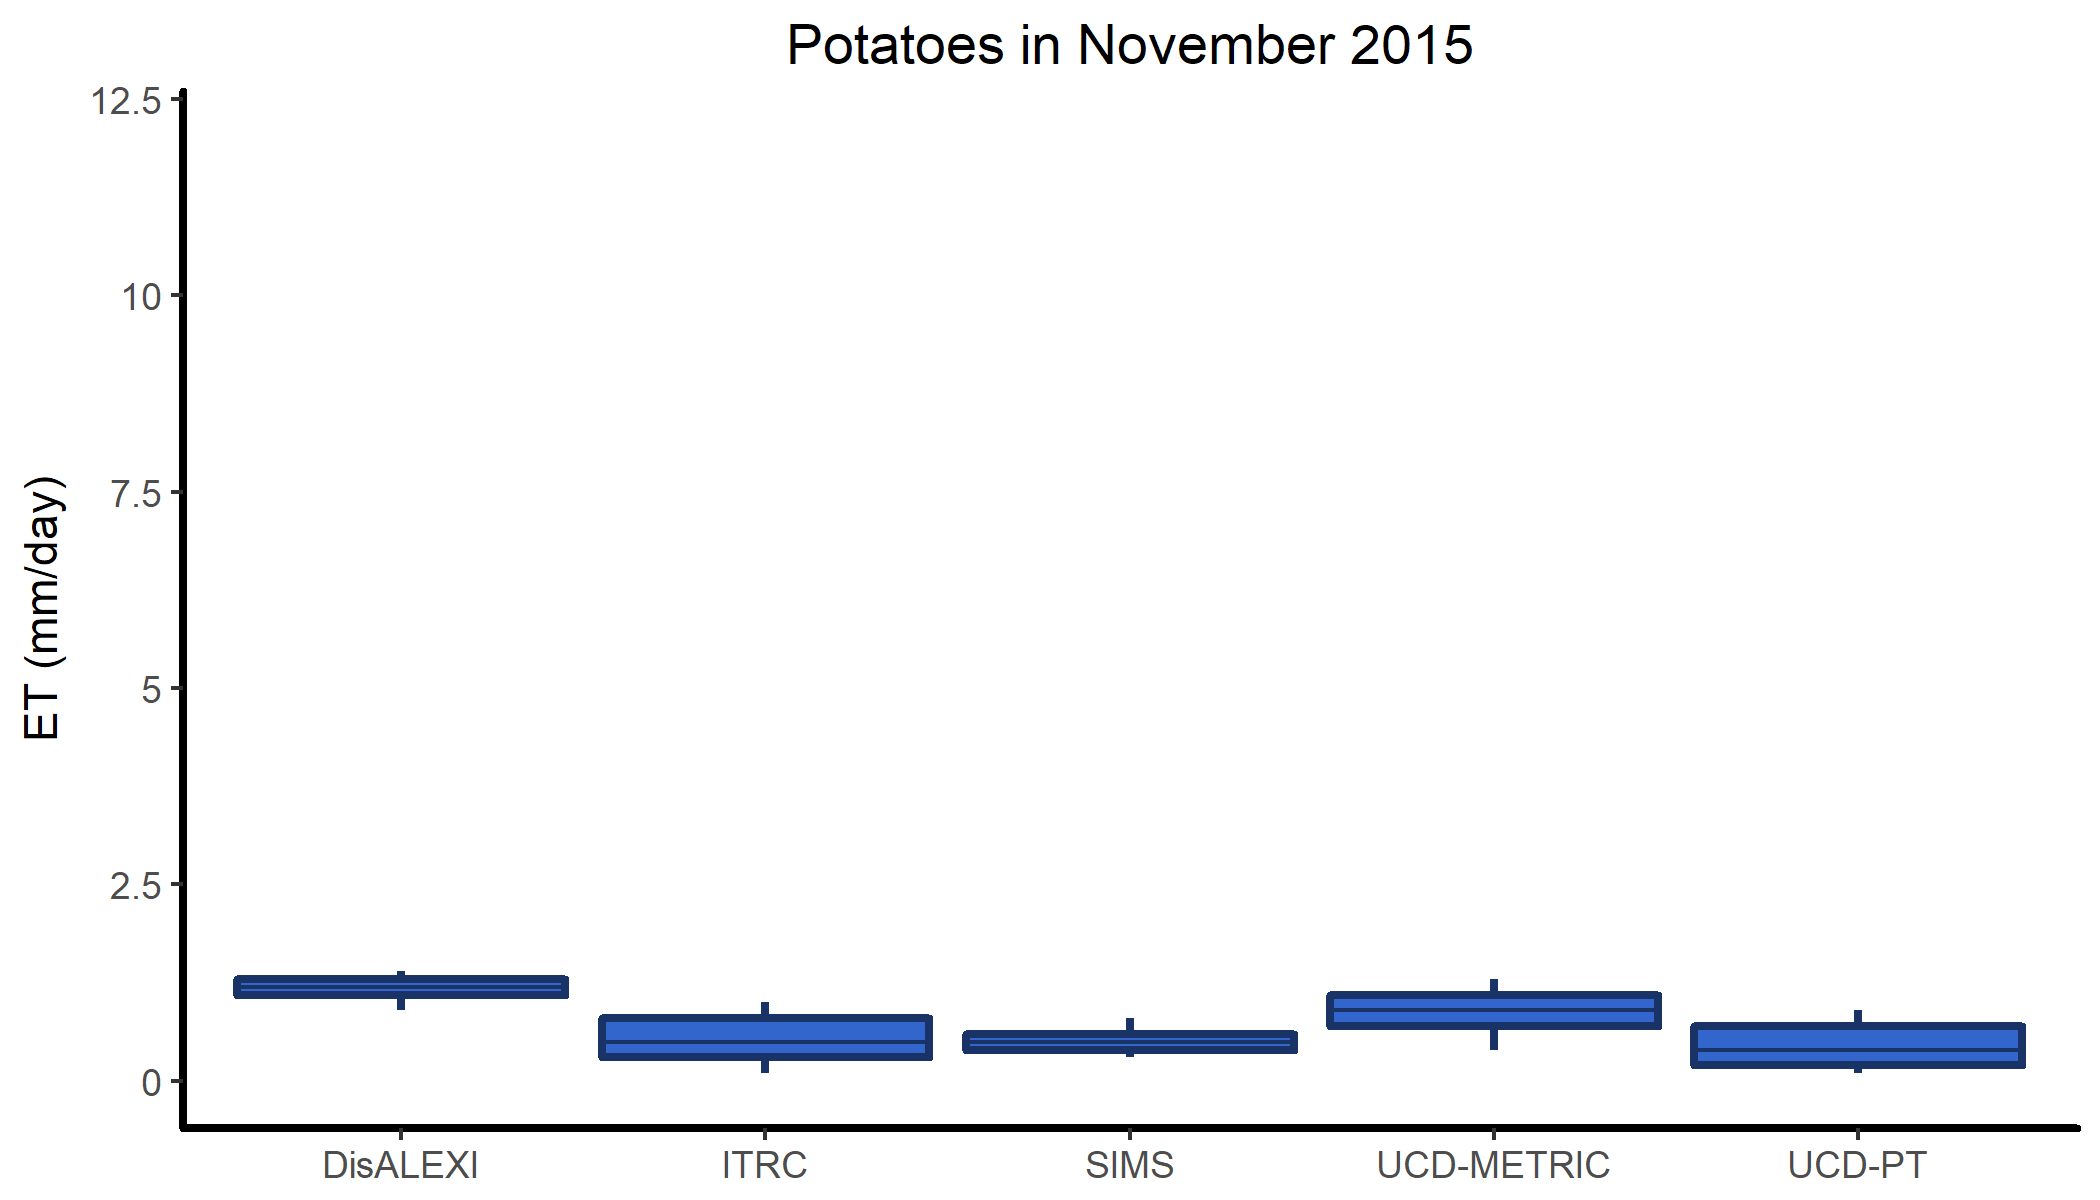 Potatoes in November 2015
ET (mm/day)
12.5
10
7.5
5
2.5
0
DisALEXI
ITRC
SIMS
UCD-METRIC
UCD-PT